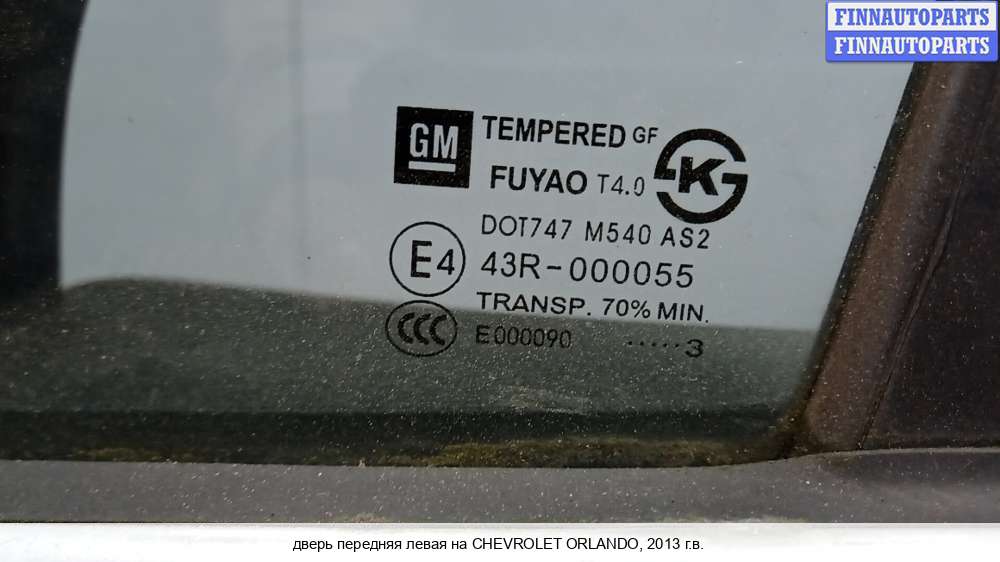 FINNAUTOPARTS
FINNAUTOPARTS
GM TEMPERED GF
FUYAO T4.0 KS
DOT747 M540 AS2
E4 43R-000055
TRANSP. 70% MIN.
CCC E000090 .....3
дверь передняя левая на CHEVROLET ORLANDO, 2013 г.в.